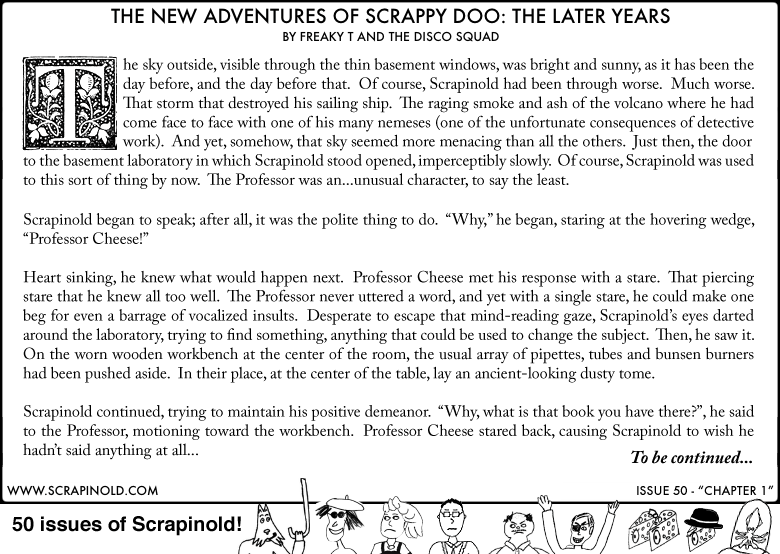 THE NEW ADVENTURES OF SCRAPPY DOO: THE LATER YEARS
BY FREAKY T AND THE DISCO SQUAD
The sky outside, visible through the thin basement windows, was bright and sunny, as it has been the
day before, and the day before that. Of course, Scrapinold had been through worse. Much worse.
That storm that destroyed his sailing ship. The raging smoke and ash of the volcano where he had
come face to face with one of his many nemeses (one of the unfortunate consequences of detective
work). And yet, somehow, that sky seemed more menacing than all the others. Just then, the door
to the basement laboratory in which Scrapinold stood opened, imperceptibly slowly. Of course, Scrapinold was used
to this sort of thing by now. The Professor was an...unusual character, to say the least.
Scrapinold began to speak; after all, it was the polite thing to do. “Why,” he began, staring at the hovering wedge,
“Professor Cheese!”
Heart sinking, he knew what would happen next. Professor Cheese met his response with a stare. That piercing
stare that he knew all too well. The Professor never uttered a word, and yet with a single stare, he could make one
beg for even a barrage of vocalized insults. Desperate to escape that mind-reading gaze, Scrapinold’s eyes darted
around the laboratory, trying to find something, anything that could be used to change the subject. Then, he saw it.
On the worn wooden workbench at the center of the room, the usual array of pipettes, tubes and bunsen burners
had been pushed aside. In their place, at the center of the table, lay an ancient-looking dusty tome.
Scrapinold continued, trying to maintain his positive demeanor. “Why, what is that book you have there?”, he said
to the Professor, motioning toward the workbench. Professor Cheese stared back, causing Scrapinold to wish he
hadn’t said anything at all...
To be continued...
WWW.SCRAPINOLD.COM
ISSUE 50 - “CHAPTER 1”
50 issues of Scrapinold!